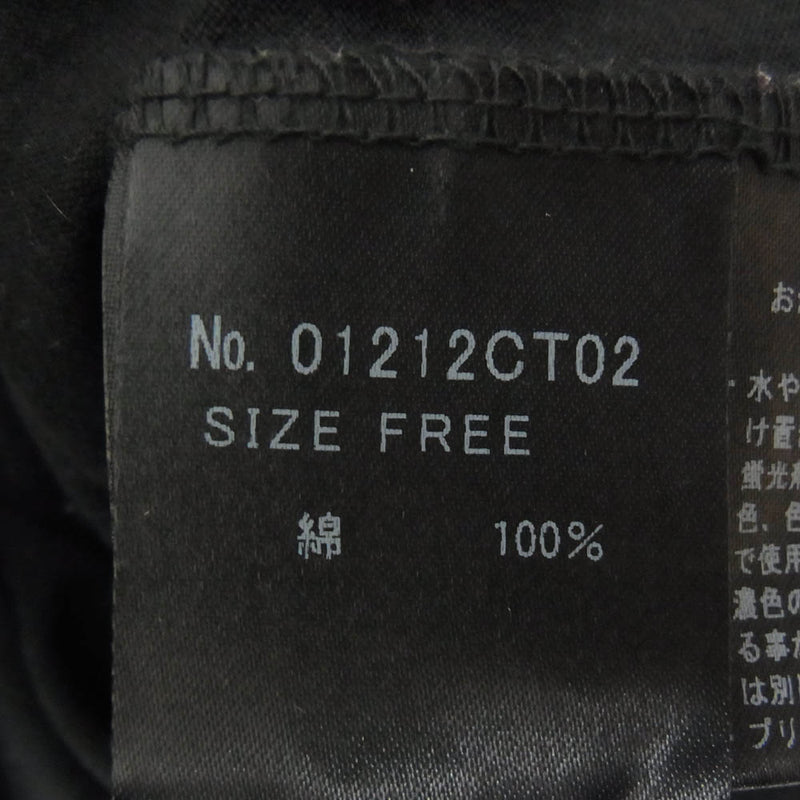 No. 01212CT02
SIZE FREE
綿 100%
お
水や
け置
蛍光
色、色
で使用
濃色の
る事が
は別
プリ